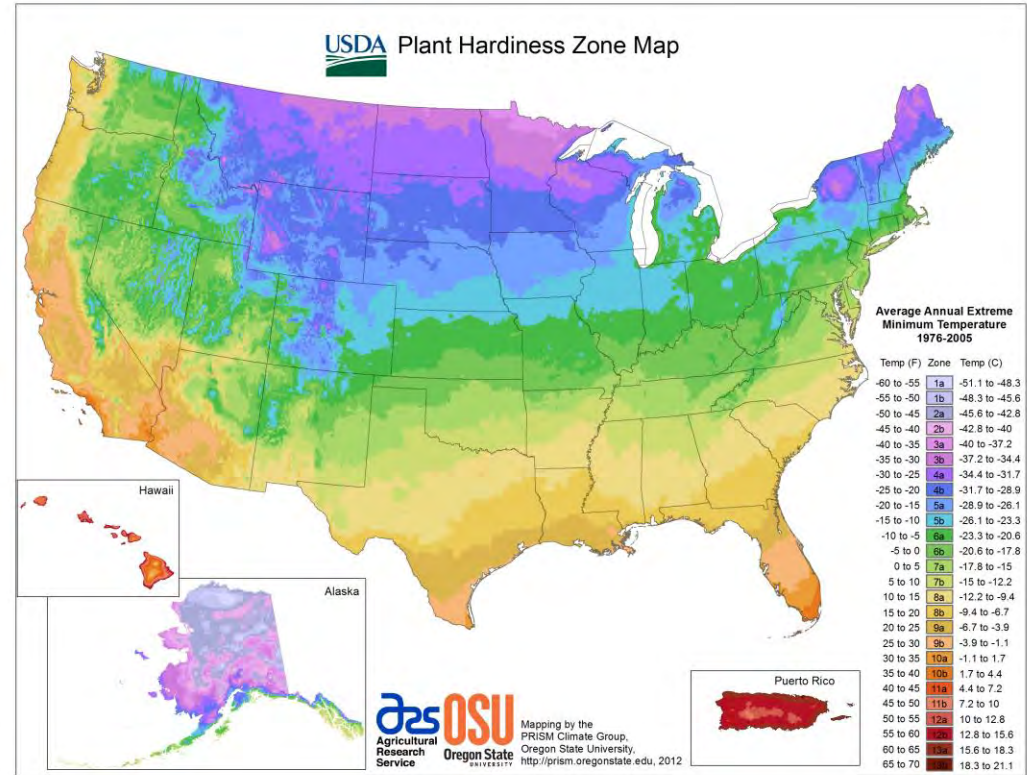 USDA Plant Hardiness Zone Map
Average Annual Extreme
Minimum Temperature
1976-2005
Temp (F) Zone Temp (C)
-60 to -55 1a -51.1 to -48.3
-55 to -50 1b -48.3 to -45.6
-50 to -45 2a -45.6 to -42.8
-45 to -40 2b -42.8 to -40
-40 to -35 3a -40 to -37.2
-35 to -30 3b -37.2 to -34.4
-30 to -25 4a -34.4 to -31.7
-25 to -20 4b -31.7 to -28.9
-20 to -15 5a -28.9 to -26.1
-15 to -10 5b -26.1 to -23.3
-10 to -5 6a -23.3 to -20.6
-5 to 0 6b -20.6 to -17.8
0 to 5 7a -17.8 to -15
5 to 10 7b -15 to -12.2
10 to 15 8a -12.2 to -9.4
15 to 20 8b -9.4 to -6.7
20 to 25 9a -6.7 to -3.9
25 to 30 9b -3.9 to -1.1
30 to 35 10a -1.1 to 1.7
35 to 40 10b 1.7 to 4.4
40 to 45 11a 4.4 to 7.2
45 to 50 11b 7.2 to 10
50 to 55 12a 10 to 12.8
55 to 60 12b 12.8 to 15.6
60 to 65 13a 15.6 to 18.3
65 to 70 13b 18.3 to 21.1
Hawaii
Alaska
Puerto Rico
ars
Agricultural
Research
Service
OSU
Oregon State
UNIVERSITY
Mapping by the
PRISM Climate Group,
Oregon State University,
http://prism.oregonstate.edu, 2012